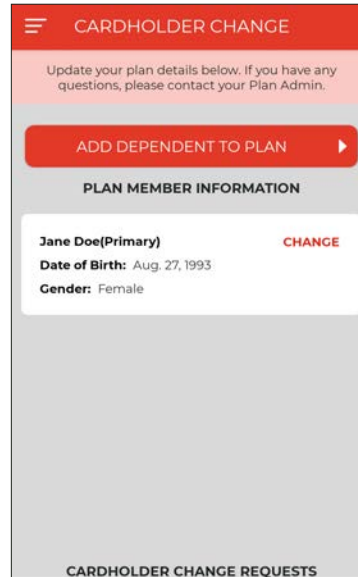 CARDHOLDER CHANGE
Update your plan details below. If you have any
questions, please contact your Plan Admin.
ADD DEPENDENT TO PLAN
PLAN MEMBER INFORMATION
Jane Doe(Primary) CHANGE
Date of Birth: Aug. 27, 1993
Gender: Female
CARDHOLDER CHANGE REQUESTS